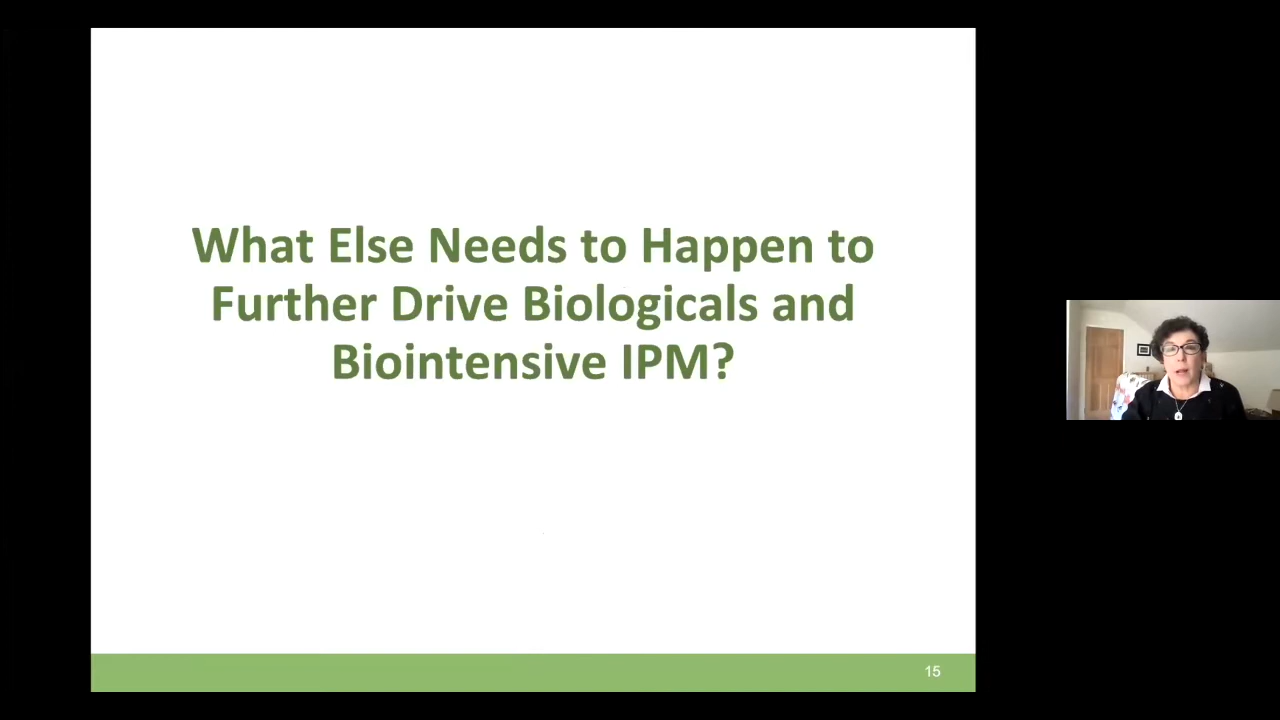 What Else Needs to Happen to
Further Drive Biologicals and
Biointensive IPM?
15